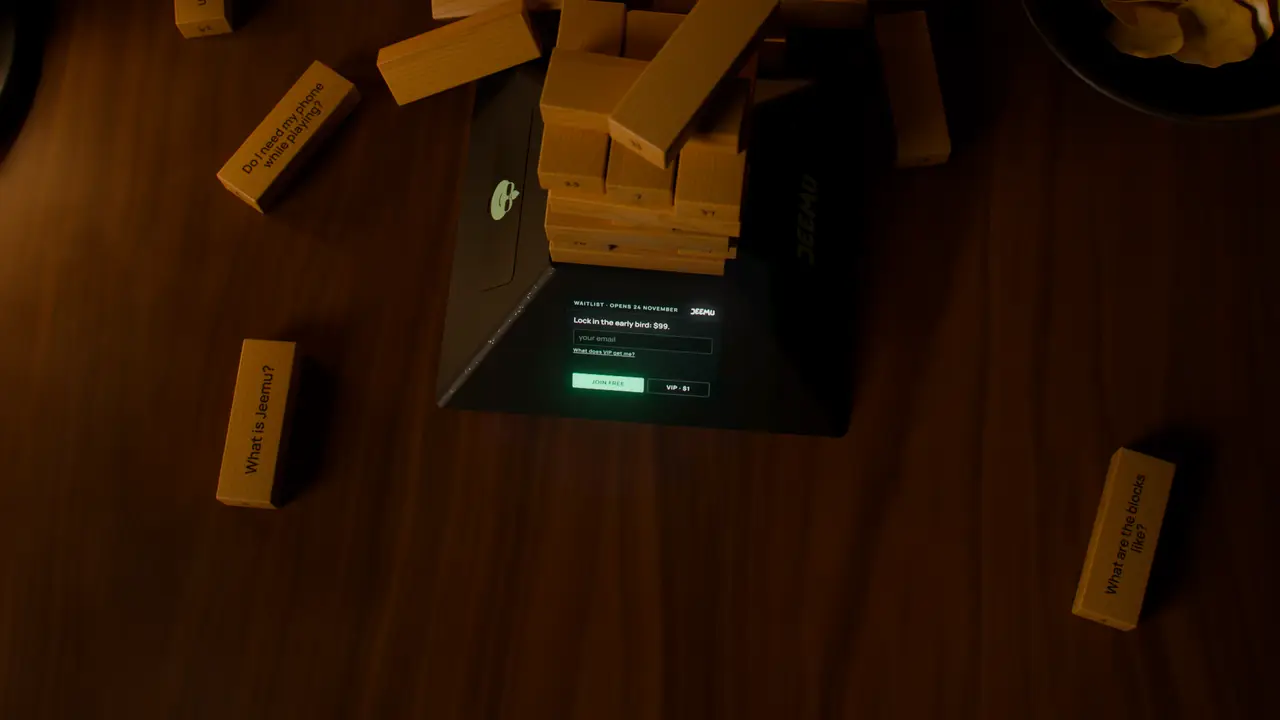 Do I need my phone
while playing?
JEEMU
WAITLIST · OPENS 24 NOVEMBER
JEEMU
Lock in the early bird: $99.
your email
What does VIP get me?
JOIN FREE
VIP · $1
What is Jeemu?
What are the blocks
like?